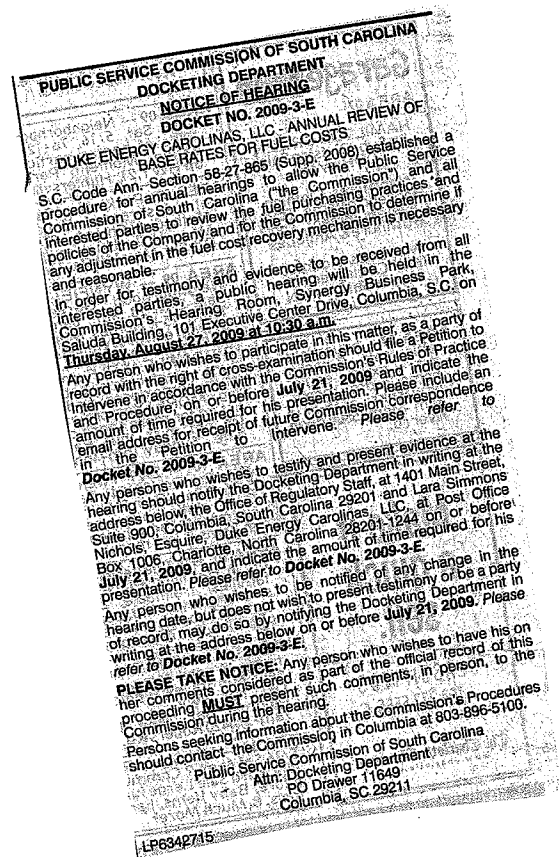 PUBLIC SERVICE COMMISSION OF SOUTH CAROLINA
DOCKETING DEPARTMENT
NOTICE OF HEARING
DOCKET NO. 2009-3-E
DUKE ENERGY CAROLINAS, LLC - ANNUAL REVIEW OF
BASE RATES FOR FUEL COSTS
S.C. Code Ann. Section 58-27-865 (Supp. 2008) established a
procedure for annual hearings to allow the Public Service
Commission of South Carolina ("the Commission") and all
interested parties to review the fuel purchasing practices and
policies of the Company and for the Commission to determine if
any adjustment in the fuel cost recovery mechanism is necessary
and reasonable.
In order for testimony and evidence to be received from all
interested parties, a public hearing will be held in the
Commission's Hearing Room, Synergy Business Park,
Saluda Building, 101 Executive Center Drive, Columbia, S.C. on
Thursday, August 27, 2009 at 10:30 a.m.
Any person who wishes to participate in this matter, as a party of
record with the right of cross-examination should file a Petition to
Intervene in accordance with the Commission's Rules of Practice
and Procedure, on or before July 21, 2009 and indicate the
amount of time required for his presentation. Please include an
email address for receipt of future Commission correspondence
in the Petition to Intervene. Please refer to
Docket No. 2009-3-E.
Any persons who wishes to testify and present evidence at the
hearing should notify the Docketing Department in writing at the
address below, the Office of Regulatory Staff, at 1401 Main Street,
Suite 900, Columbia, South Carolina 29201 and Lara Simmons
Nichols, Esquire, Duke Energy Carolinas, LLC, at Post Office
Box 1006, Charlotte, North Carolina 28201-1244 on or before
July 21, 2009, and indicate the amount of time required for his
presentation. Please refer to Docket No. 2009-3-E.
Any person who wishes to be notified of any change in the
hearing date, but does not wish to present testimony or be a party
of record, may do so by notifying the Docketing Department in
writing at the address below on or before July 21, 2009. Please
refer to Docket No. 2009-3-E.
PLEASE TAKE NOTICE: Any person who wishes to have his on
her comments considered as part of the official record of this
proceeding MUST present such comments, in person, to the
Commission during the hearing.
Persons seeking information about the Commission's Procedures
should contact the Commission in Columbia at 803-896-5100.
Public Service Commission of South Carolina
Attn: Docketing Department
PO Drawer 11649
Columbia, SC 29211
LP6342715